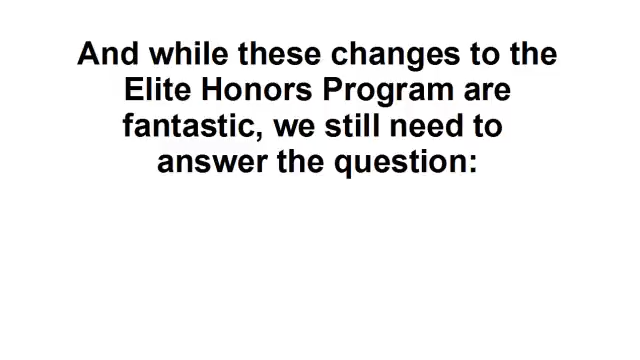 And while these changes to the
Elite Honors Program are
fantastic, we still need to
answer the question: